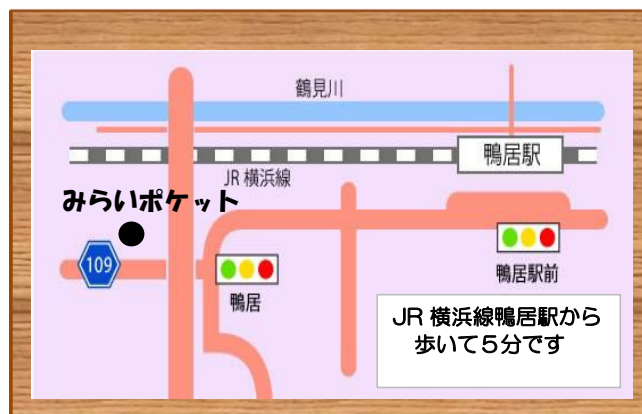 鶴見川
鴨居駅
JR 横浜線
みらいポケット
109
鴨居
鴨居駅前
JR 横浜線鴨居駅から
歩いて５分です